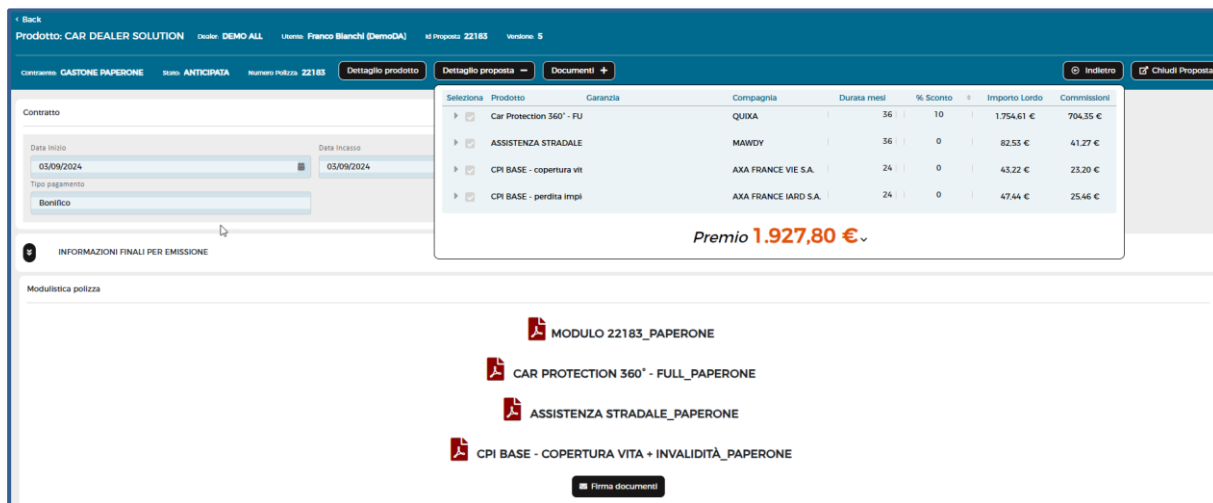 < Back
Prodotto: CAR DEALER SOLUTION Dealer: DEMO ALL Utente: Franco Bianchi (DemoDA) Id Proposta: 22183 Versione: 5
Contraente: GASTONE PAPERONE Stato: ANTICIPATA Numero Polizza: 22183 Dettaglio prodotto Dettaglio proposta − Documenti + Indietro Chiudi Proposta
Seleziona Prodotto Garanzia Compagnia Durata mesi % Sconto Importo Lordo Commissioni
Car Protection 360° - FU QUIXA 36 10 1.754,61 € 704,35 €
ASSISTENZA STRADALE MAWDY 36 0 82,53 € 41,27 €
CPI BASE - copertura vit AXA FRANCE VIE S.A. 24 0 43,22 € 23,20 €
CPI BASE - perdita impi AXA FRANCE IARD S.A. 24 0 47,44 € 25,46 €
Premio 1.927,80 €
Contratto
Data Inizio Data Incasso
03/09/2024 03/09/2024
Tipo pagamento
Bonifico
INFORMAZIONI FINALI PER EMISSIONE
Modulistica polizza
MODULO 22183_PAPERONE
CAR PROTECTION 360° - FULL_PAPERONE
ASSISTENZA STRADALE_PAPERONE
CPI BASE - COPERTURA VITA + INVALIDITÀ_PAPERONE
Firma documenti